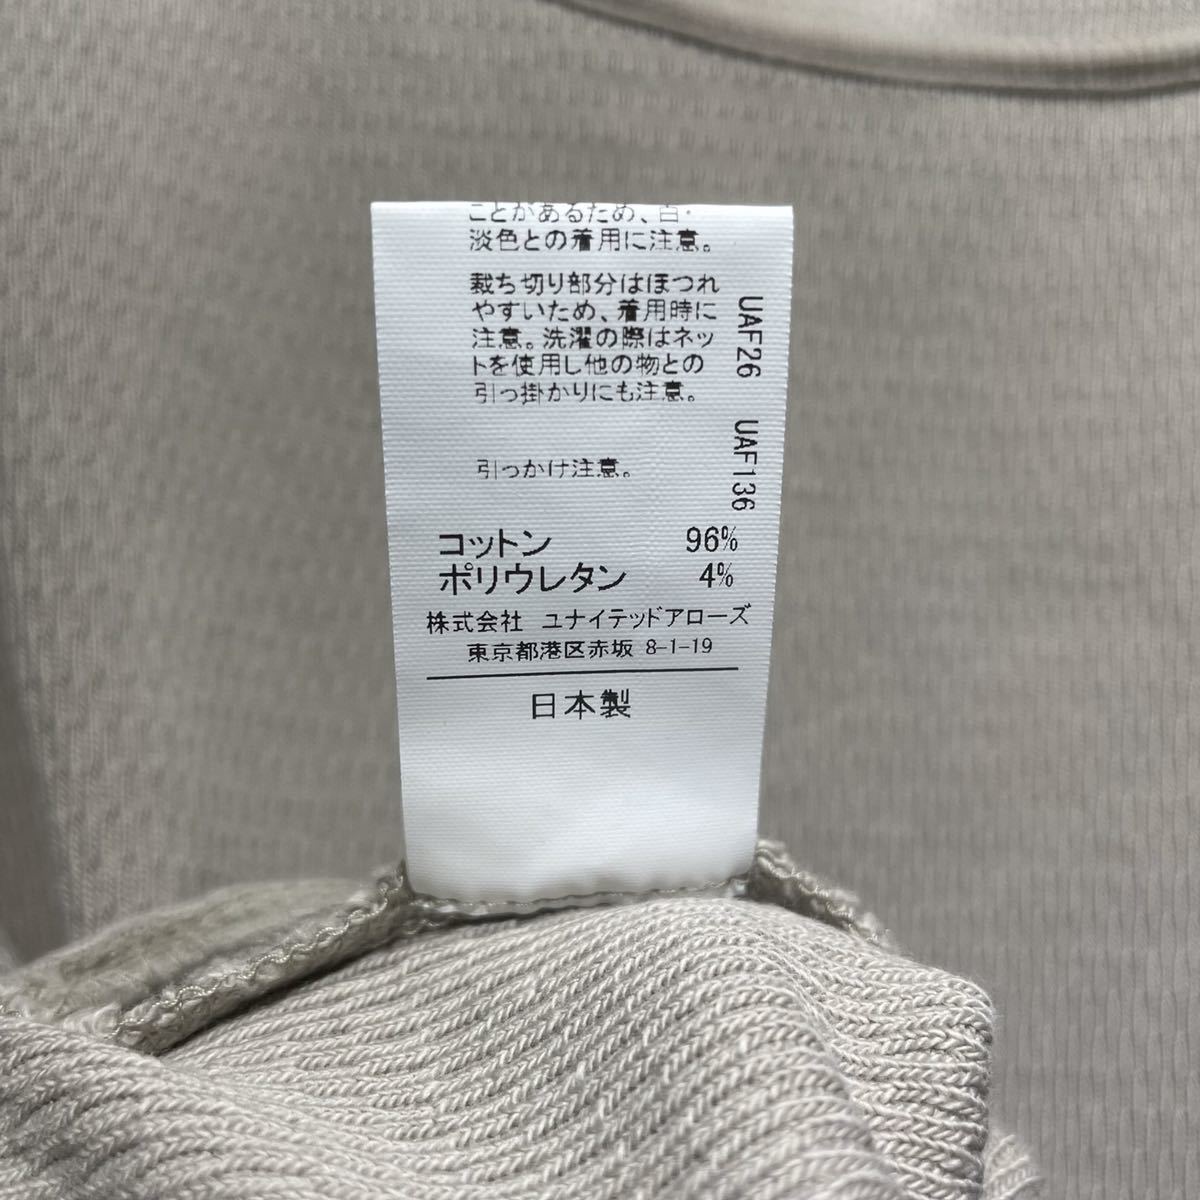 ことがあるため、白・
淡色との着用に注意。
裁ち切り部分はほつれ
やすいため、着用時に
注意。洗濯の際はネッ
トを使用し他の物との
引っ掛かりにも注意。
引っかけ注意。
UAF26 UAF136
コットン 96%
ポリウレタン 4%
株式会社 ユナイテッドアローズ
東京都港区赤坂 8-1-19
日本製